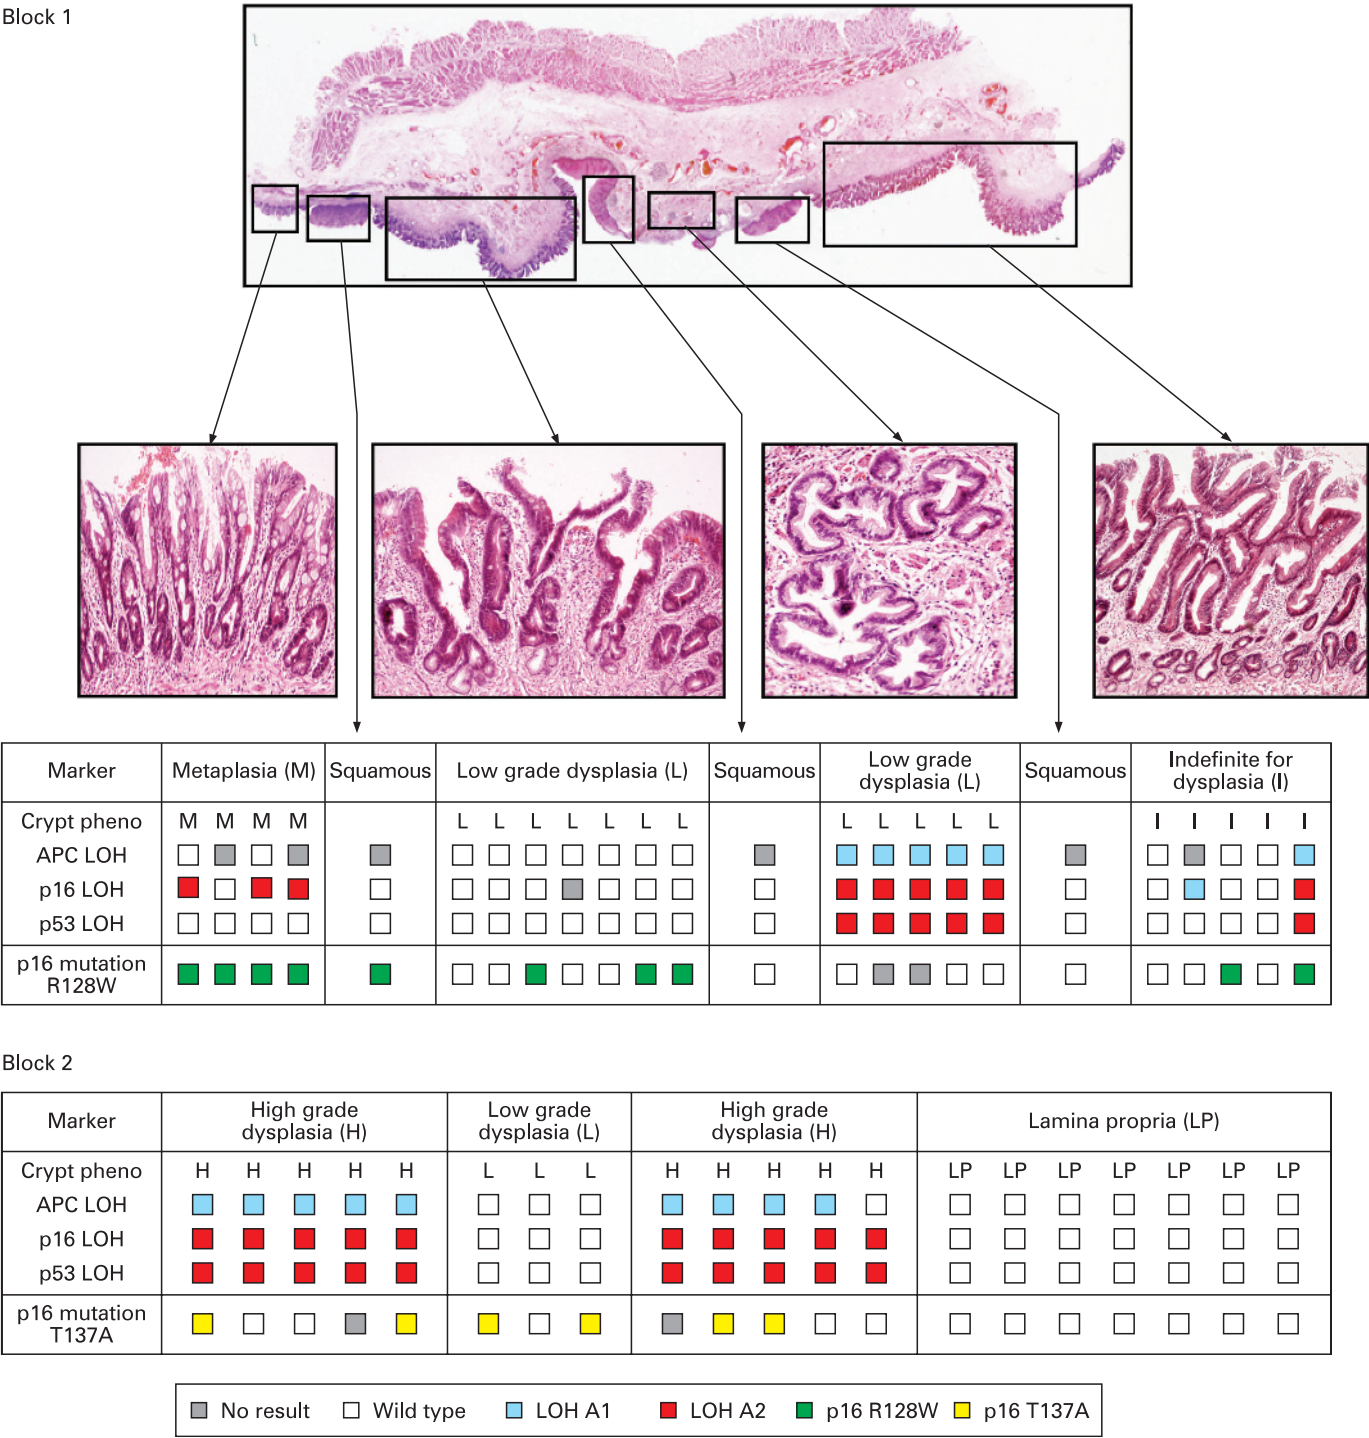 Block 1
Marker Metaplasia (M) Squamous Low grade dysplasia (L) Squamous Low grade dysplasia (L) Squamous Indefinite for dysplasia (I)
Crypt pheno M M M M L L L L L L L L L L L L I I I I I
APC LOH
p16 LOH
p53 LOH
p16 mutation
R128W
Block 2
Marker High grade dysplasia (H) Low grade dysplasia (L) High grade dysplasia (H) Lamina propria (LP)
Crypt pheno H H H H H L L L H H H H H LP LP LP LP LP LP LP
APC LOH
p16 LOH
p53 LOH
p16 mutation
T137A
No result Wild type LOH A1 LOH A2 p16 R128W p16 T137A